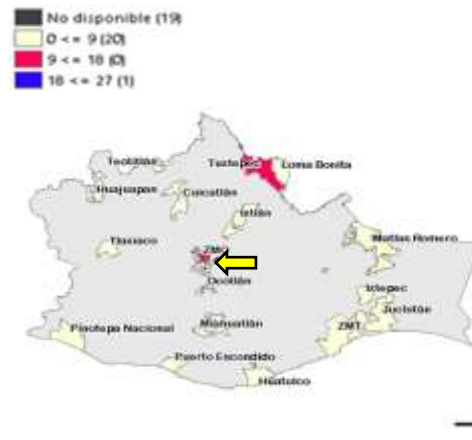 No disponible (19)
0 <= 9 (20)
9 <= 18 (0)
18 <= 27 (1)
Teotitlán
Tuxtepec
Loma Bonita
Huajuapan
Cuicatlán
Ixtlán
Tlaxiaco
Matías Romero
Ocotlán
Ixtepec
Juchitán
Pinotepa Nacional
Miahuatlán
ZMT
Puerto Escondido
Huatulco